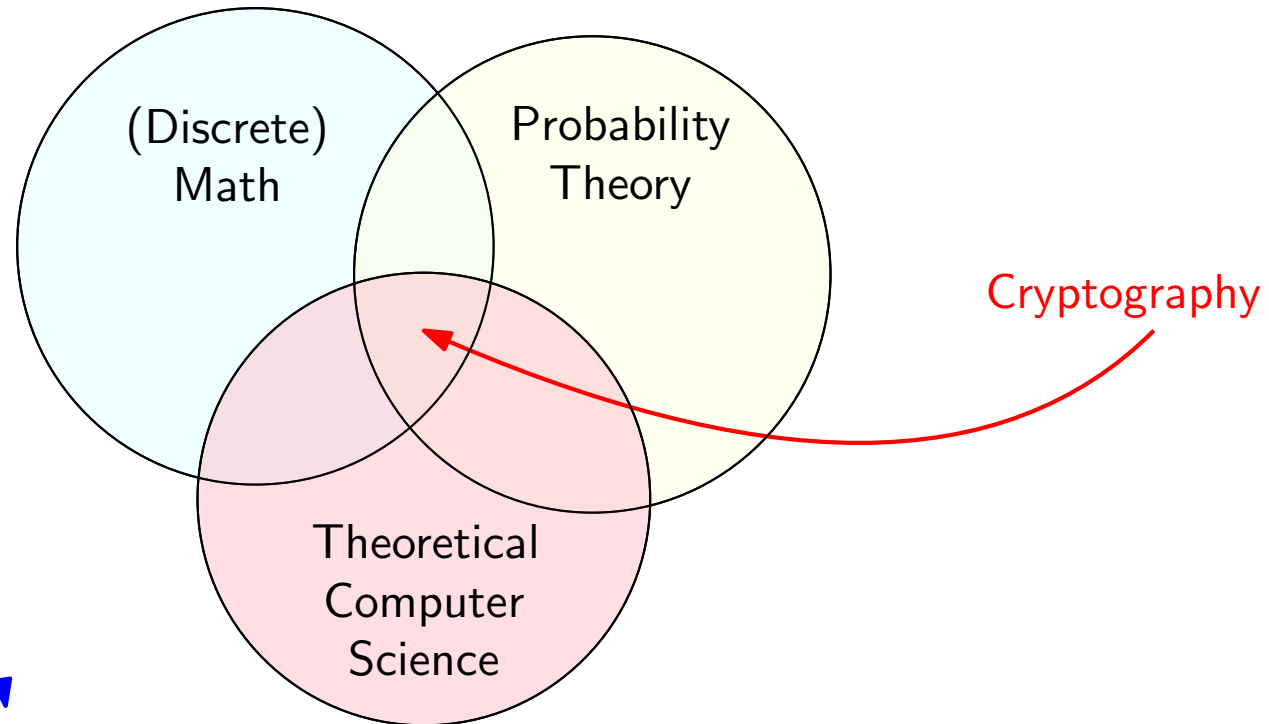 (Discrete)
Math
Probability
Theory
Cryptography
Theoretical
Computer
Science